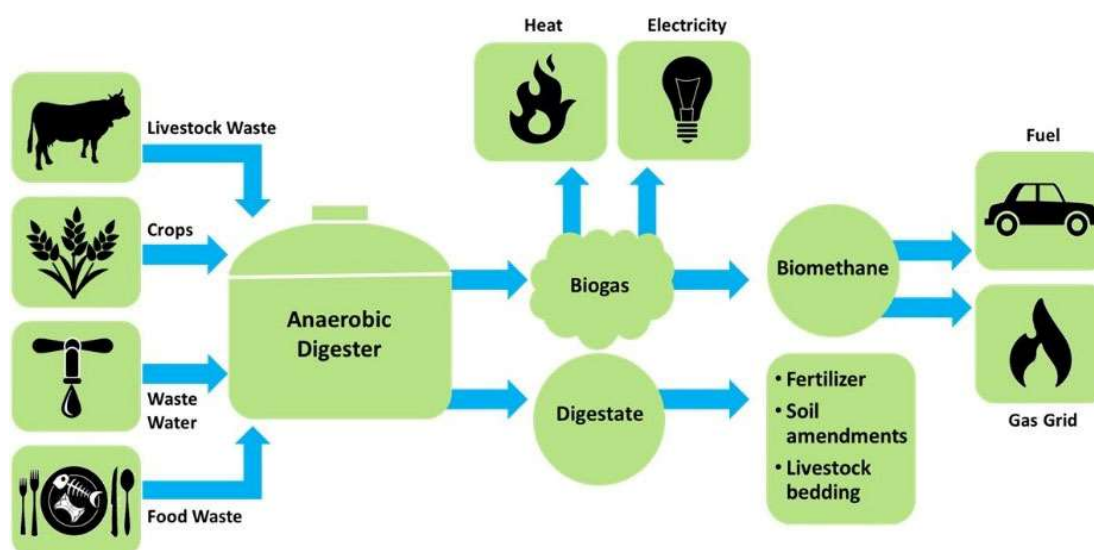 Heat
Electricity
Livestock Waste
Crops
Waste
Water
Food Waste
Anaerobic
Digester
Biogas
Digestate
Biomethane
• Fertilizer
• Soil
amendments
• Livestock
bedding
Fuel
Gas Grid